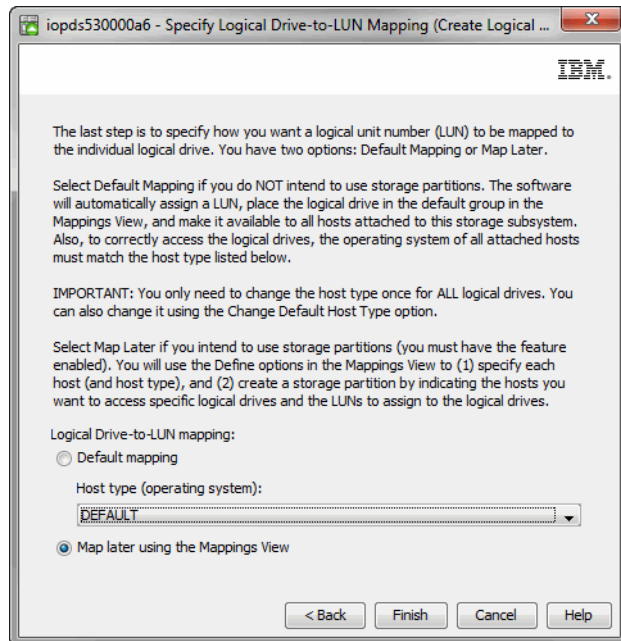 iopds530000a6 - Specify Logical Drive-to-LUN Mapping (Create Logical ...
IBM.
The last step is to specify how you want a logical unit number (LUN) to be mapped to
the individual logical drive. You have two options: Default Mapping or Map Later.
Select Default Mapping if you do NOT intend to use storage partitions. The software
will automatically assign a LUN, place the logical drive in the default group in the
Mappings View, and make it available to all hosts attached to this storage subsystem.
Also, to correctly access the logical drives, the operating system of all attached hosts
must match the host type listed below.
IMPORTANT: You only need to change the host type once for ALL logical drives. You
can also change it using the Change Default Host Type option.
Select Map Later if you intend to use storage partitions (you must have the feature
enabled). You will use the Define options in the Mappings View to (1) specify each
host (and host type), and (2) create a storage partition by indicating the hosts you
want to access specific logical drives and the LUNs to assign to the logical drives.
Logical Drive-to-LUN mapping:
Default mapping
Host type (operating system):
DEFAULT
Map later using the Mappings View
< Back Finish Cancel Help